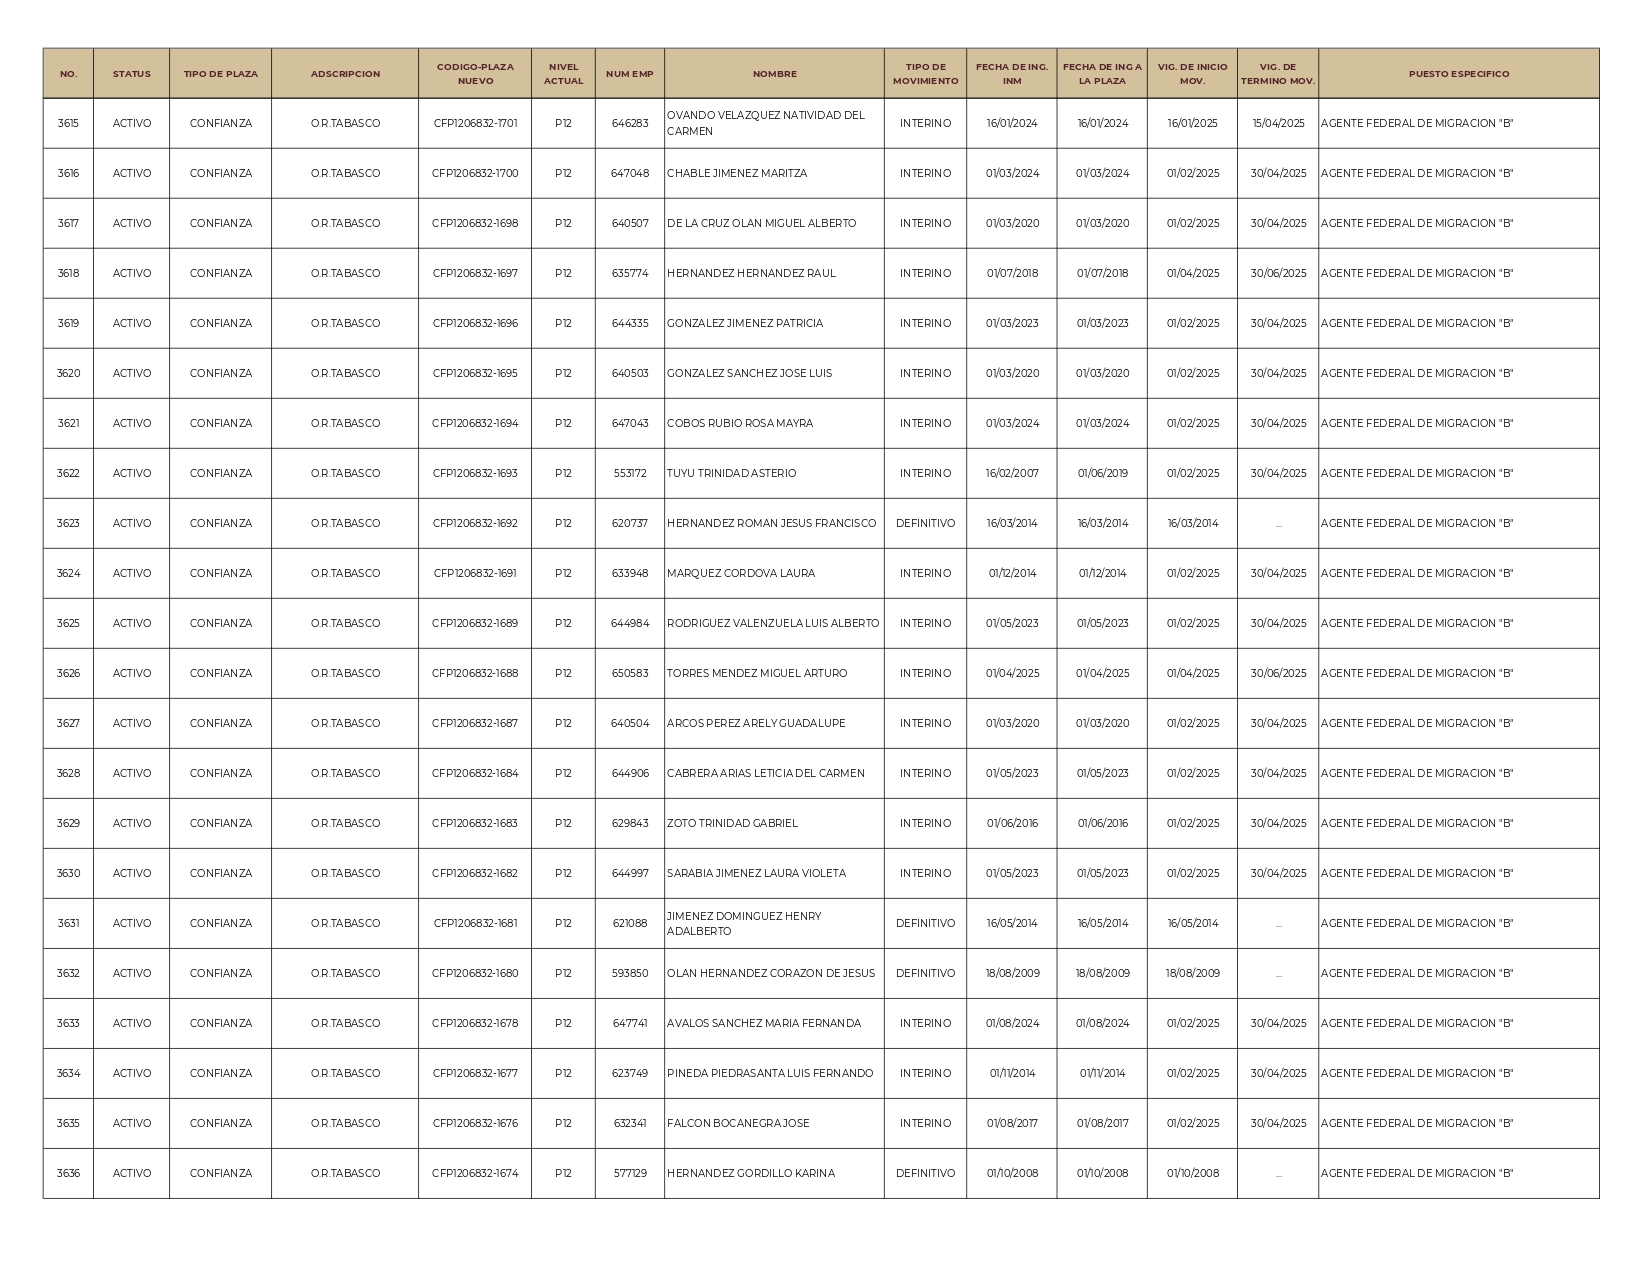 NO. STATUS TIPO DE PLAZA ADSCRIPCION CODIGO-PLAZA NUEVO NIVEL ACTUAL NUM EMP NOMBRE TIPO DE MOVIMIENTO FECHA DE ING. INM FECHA DE ING A LA PLAZA VIG. DE INICIO MOV. VIG. DE TERMINO MOV. PUESTO ESPECIFICO
3615 ACTIVO CONFIANZA O.R.TABASCO CFP1206832-1701 P12 646283 OVANDO VELAZQUEZ NATIVIDAD DEL CARMEN INTERINO 16/01/2024 16/01/2024 16/01/2025 15/04/2025 AGENTE FEDERAL DE MIGRACION "B"
3616 ACTIVO CONFIANZA O.R.TABASCO CFP1206832-1700 P12 647048 CHABLE JIMENEZ MARITZA INTERINO 01/03/2024 01/03/2024 01/02/2025 30/04/2025 AGENTE FEDERAL DE MIGRACION "B"
3617 ACTIVO CONFIANZA O.R.TABASCO CFP1206832-1698 P12 640507 DE LA CRUZ OLAN MIGUEL ALBERTO INTERINO 01/03/2020 01/03/2020 01/02/2025 30/04/2025 AGENTE FEDERAL DE MIGRACION "B"
3618 ACTIVO CONFIANZA O.R.TABASCO CFP1206832-1697 P12 635774 HERNANDEZ HERNANDEZ RAUL INTERINO 01/07/2018 01/07/2018 01/04/2025 30/06/2025 AGENTE FEDERAL DE MIGRACION "B"
3619 ACTIVO CONFIANZA O.R.TABASCO CFP1206832-1696 P12 644335 GONZALEZ JIMENEZ PATRICIA INTERINO 01/03/2023 01/03/2023 01/02/2025 30/04/2025 AGENTE FEDERAL DE MIGRACION "B"
3620 ACTIVO CONFIANZA O.R.TABASCO CFP1206832-1695 P12 640503 GONZALEZ SANCHEZ JOSE LUIS INTERINO 01/03/2020 01/03/2020 01/02/2025 30/04/2025 AGENTE FEDERAL DE MIGRACION "B"
3621 ACTIVO CONFIANZA O.R.TABASCO CFP1206832-1694 P12 647043 COBOS RUBIO ROSA MAYRA INTERINO 01/03/2024 01/03/2024 01/02/2025 30/04/2025 AGENTE FEDERAL DE MIGRACION "B"
3622 ACTIVO CONFIANZA O.R.TABASCO CFP1206832-1693 P12 553172 TUYU TRINIDAD ASTERIO INTERINO 16/02/2007 01/06/2019 01/02/2025 30/04/2025 AGENTE FEDERAL DE MIGRACION "B"
3623 ACTIVO CONFIANZA O.R.TABASCO CFP1206832-1692 P12 620737 HERNANDEZ ROMAN JESUS FRANCISCO DEFINITIVO 16/03/2014 16/03/2014 16/03/2014 ... AGENTE FEDERAL DE MIGRACION "B"
3624 ACTIVO CONFIANZA O.R.TABASCO CFP1206832-1691 P12 633948 MARQUEZ CORDOVA LAURA INTERINO 01/12/2014 01/12/2014 01/02/2025 30/04/2025 AGENTE FEDERAL DE MIGRACION "B"
3625 ACTIVO CONFIANZA O.R.TABASCO CFP1206832-1689 P12 644984 RODRIGUEZ VALENZUELA LUIS ALBERTO INTERINO 01/05/2023 01/05/2023 01/02/2025 30/04/2025 AGENTE FEDERAL DE MIGRACION "B"
3626 ACTIVO CONFIANZA O.R.TABASCO CFP1206832-1688 P12 650583 TORRES MENDEZ MIGUEL ARTURO INTERINO 01/04/2025 01/04/2025 01/04/2025 30/06/2025 AGENTE FEDERAL DE MIGRACION "B"
3627 ACTIVO CONFIANZA O.R.TABASCO CFP1206832-1687 P12 640504 ARCOS PEREZ ARELY GUADALUPE INTERINO 01/03/2020 01/03/2020 01/02/2025 30/04/2025 AGENTE FEDERAL DE MIGRACION "B"
3628 ACTIVO CONFIANZA O.R.TABASCO CFP1206832-1684 P12 644906 CABRERA ARIAS LETICIA DEL CARMEN INTERINO 01/05/2023 01/05/2023 01/02/2025 30/04/2025 AGENTE FEDERAL DE MIGRACION "B"
3629 ACTIVO CONFIANZA O.R.TABASCO CFP1206832-1683 P12 629843 ZOTO TRINIDAD GABRIEL INTERINO 01/06/2016 01/06/2016 01/02/2025 30/04/2025 AGENTE FEDERAL DE MIGRACION "B"
3630 ACTIVO CONFIANZA O.R.TABASCO CFP1206832-1682 P12 644997 SARABIA JIMENEZ LAURA VIOLETA INTERINO 01/05/2023 01/05/2023 01/02/2025 30/04/2025 AGENTE FEDERAL DE MIGRACION "B"
3631 ACTIVO CONFIANZA O.R.TABASCO CFP1206832-1681 P12 621088 JIMENEZ DOMINGUEZ HENRY ADALBERTO DEFINITIVO 16/05/2014 16/05/2014 16/05/2014 ... AGENTE FEDERAL DE MIGRACION "B"
3632 ACTIVO CONFIANZA O.R.TABASCO CFP1206832-1680 P12 593850 OLAN HERNANDEZ CORAZON DE JESUS DEFINITIVO 18/08/2009 18/08/2009 18/08/2009 ... AGENTE FEDERAL DE MIGRACION "B"
3633 ACTIVO CONFIANZA O.R.TABASCO CFP1206832-1678 P12 647741 AVALOS SANCHEZ MARIA FERNANDA INTERINO 01/08/2024 01/08/2024 01/02/2025 30/04/2025 AGENTE FEDERAL DE MIGRACION "B"
3634 ACTIVO CONFIANZA O.R.TABASCO CFP1206832-1677 P12 623749 PINEDA PIEDRASANTA LUIS FERNANDO INTERINO 01/11/2014 01/11/2014 01/02/2025 30/04/2025 AGENTE FEDERAL DE MIGRACION "B"
3635 ACTIVO CONFIANZA O.R.TABASCO CFP1206832-1676 P12 632341 FALCON BOCANEGRA JOSE INTERINO 01/08/2017 01/08/2017 01/02/2025 30/04/2025 AGENTE FEDERAL DE MIGRACION "B"
3636 ACTIVO CONFIANZA O.R.TABASCO CFP1206832-1674 P12 577129 HERNANDEZ GORDILLO KARINA DEFINITIVO 01/10/2008 01/10/2008 01/10/2008 ... AGENTE FEDERAL DE MIGRACION "B"